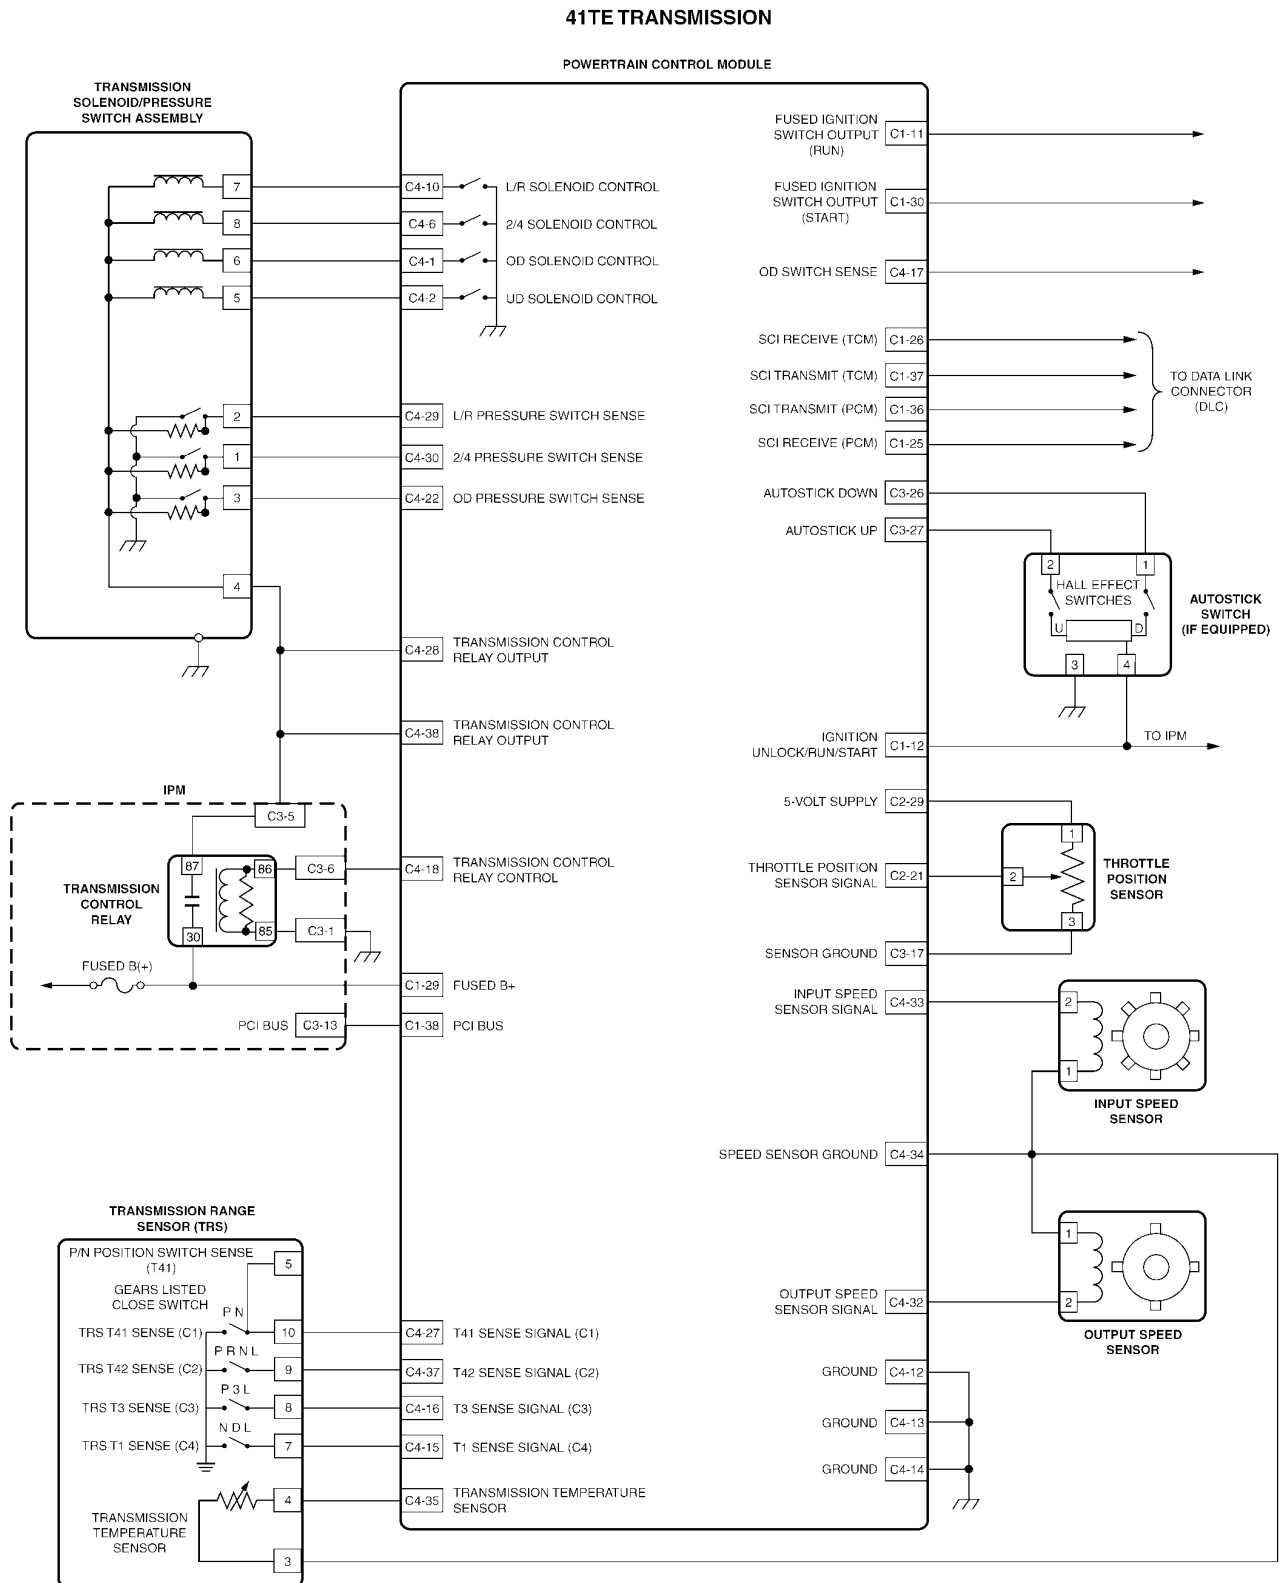 41TE TRANSMISSION
POWERTRAIN CONTROL MODULE
TRANSMISSION
SOLENOID/PRESSURE
SWITCH ASSEMBLY
7
8
6
5
2
1
3
4
C4-10 L/R SOLENOID CONTROL
C4-6 2/4 SOLENOID CONTROL
C4-1 OD SOLENOID CONTROL
C4-2 UD SOLENOID CONTROL
C4-29 L/R PRESSURE SWITCH SENSE
C4-30 2/4 PRESSURE SWITCH SENSE
C4-22 OD PRESSURE SWITCH SENSE
C4-28 TRANSMISSION CONTROL
RELAY OUTPUT
C4-38 TRANSMISSION CONTROL
RELAY OUTPUT
IPM
C3-5
87
86
C3-6
C4-18 TRANSMISSION CONTROL
RELAY CONTROL
TRANSMISSION
CONTROL
RELAY
30
85
C3-1
FUSED B(+)
C1-29 FUSED B+
PCI BUS C3-13
C1-38 PCI BUS
TRANSMISSION RANGE
SENSOR (TRS)
P/N POSITION SWITCH SENSE
(T41)
5
GEARS LISTED
CLOSE SWITCH
P N
TRS T41 SENSE (C1)
10
C4-27 T41 SENSE SIGNAL (C1)
P R N L
TRS T42 SENSE (C2)
9
C4-37 T42 SENSE SIGNAL (C2)
P 3 L
TRS T3 SENSE (C3)
8
C4-16 T3 SENSE SIGNAL (C3)
N D L
TRS T1 SENSE (C4)
7
C4-15 T1 SENSE SIGNAL (C4)
4
C4-35 TRANSMISSION TEMPERATURE
SENSOR
TRANSMISSION
TEMPERATURE
SENSOR
3
FUSED IGNITION
SWITCH OUTPUT
(RUN)
C1-11
FUSED IGNITION
SWITCH OUTPUT
(START)
C1-30
OD SWITCH SENSE C4-17
SCI RECEIVE (TCM) C1-26
SCI TRANSMIT (TCM) C1-37
SCI TRANSMIT (PCM) C1-36
SCI RECEIVE (PCM) C1-25
TO DATA LINK
CONNECTOR
(DLC)
AUTOSTICK DOWN C3-26
AUTOSTICK UP C3-27
2
1
HALL EFFECT
SWITCHES
U
D
3
4
AUTOSTICK
SWITCH
(IF EQUIPPED)
IGNITION
UNLOCK/RUN/START
C1-12
TO IPM
5-VOLT SUPPLY C2-29
1
THROTTLE POSITION
SENSOR SIGNAL
C2-21
2
3
THROTTLE
POSITION
SENSOR
SENSOR GROUND C3-17
INPUT SPEED
SENSOR SIGNAL
C4-33
2
1
INPUT SPEED
SENSOR
SPEED SENSOR GROUND C4-34
1
2
OUTPUT SPEED
SENSOR SIGNAL
C4-32
OUTPUT SPEED
SENSOR
GROUND C4-12
GROUND C4-13
GROUND C4-14